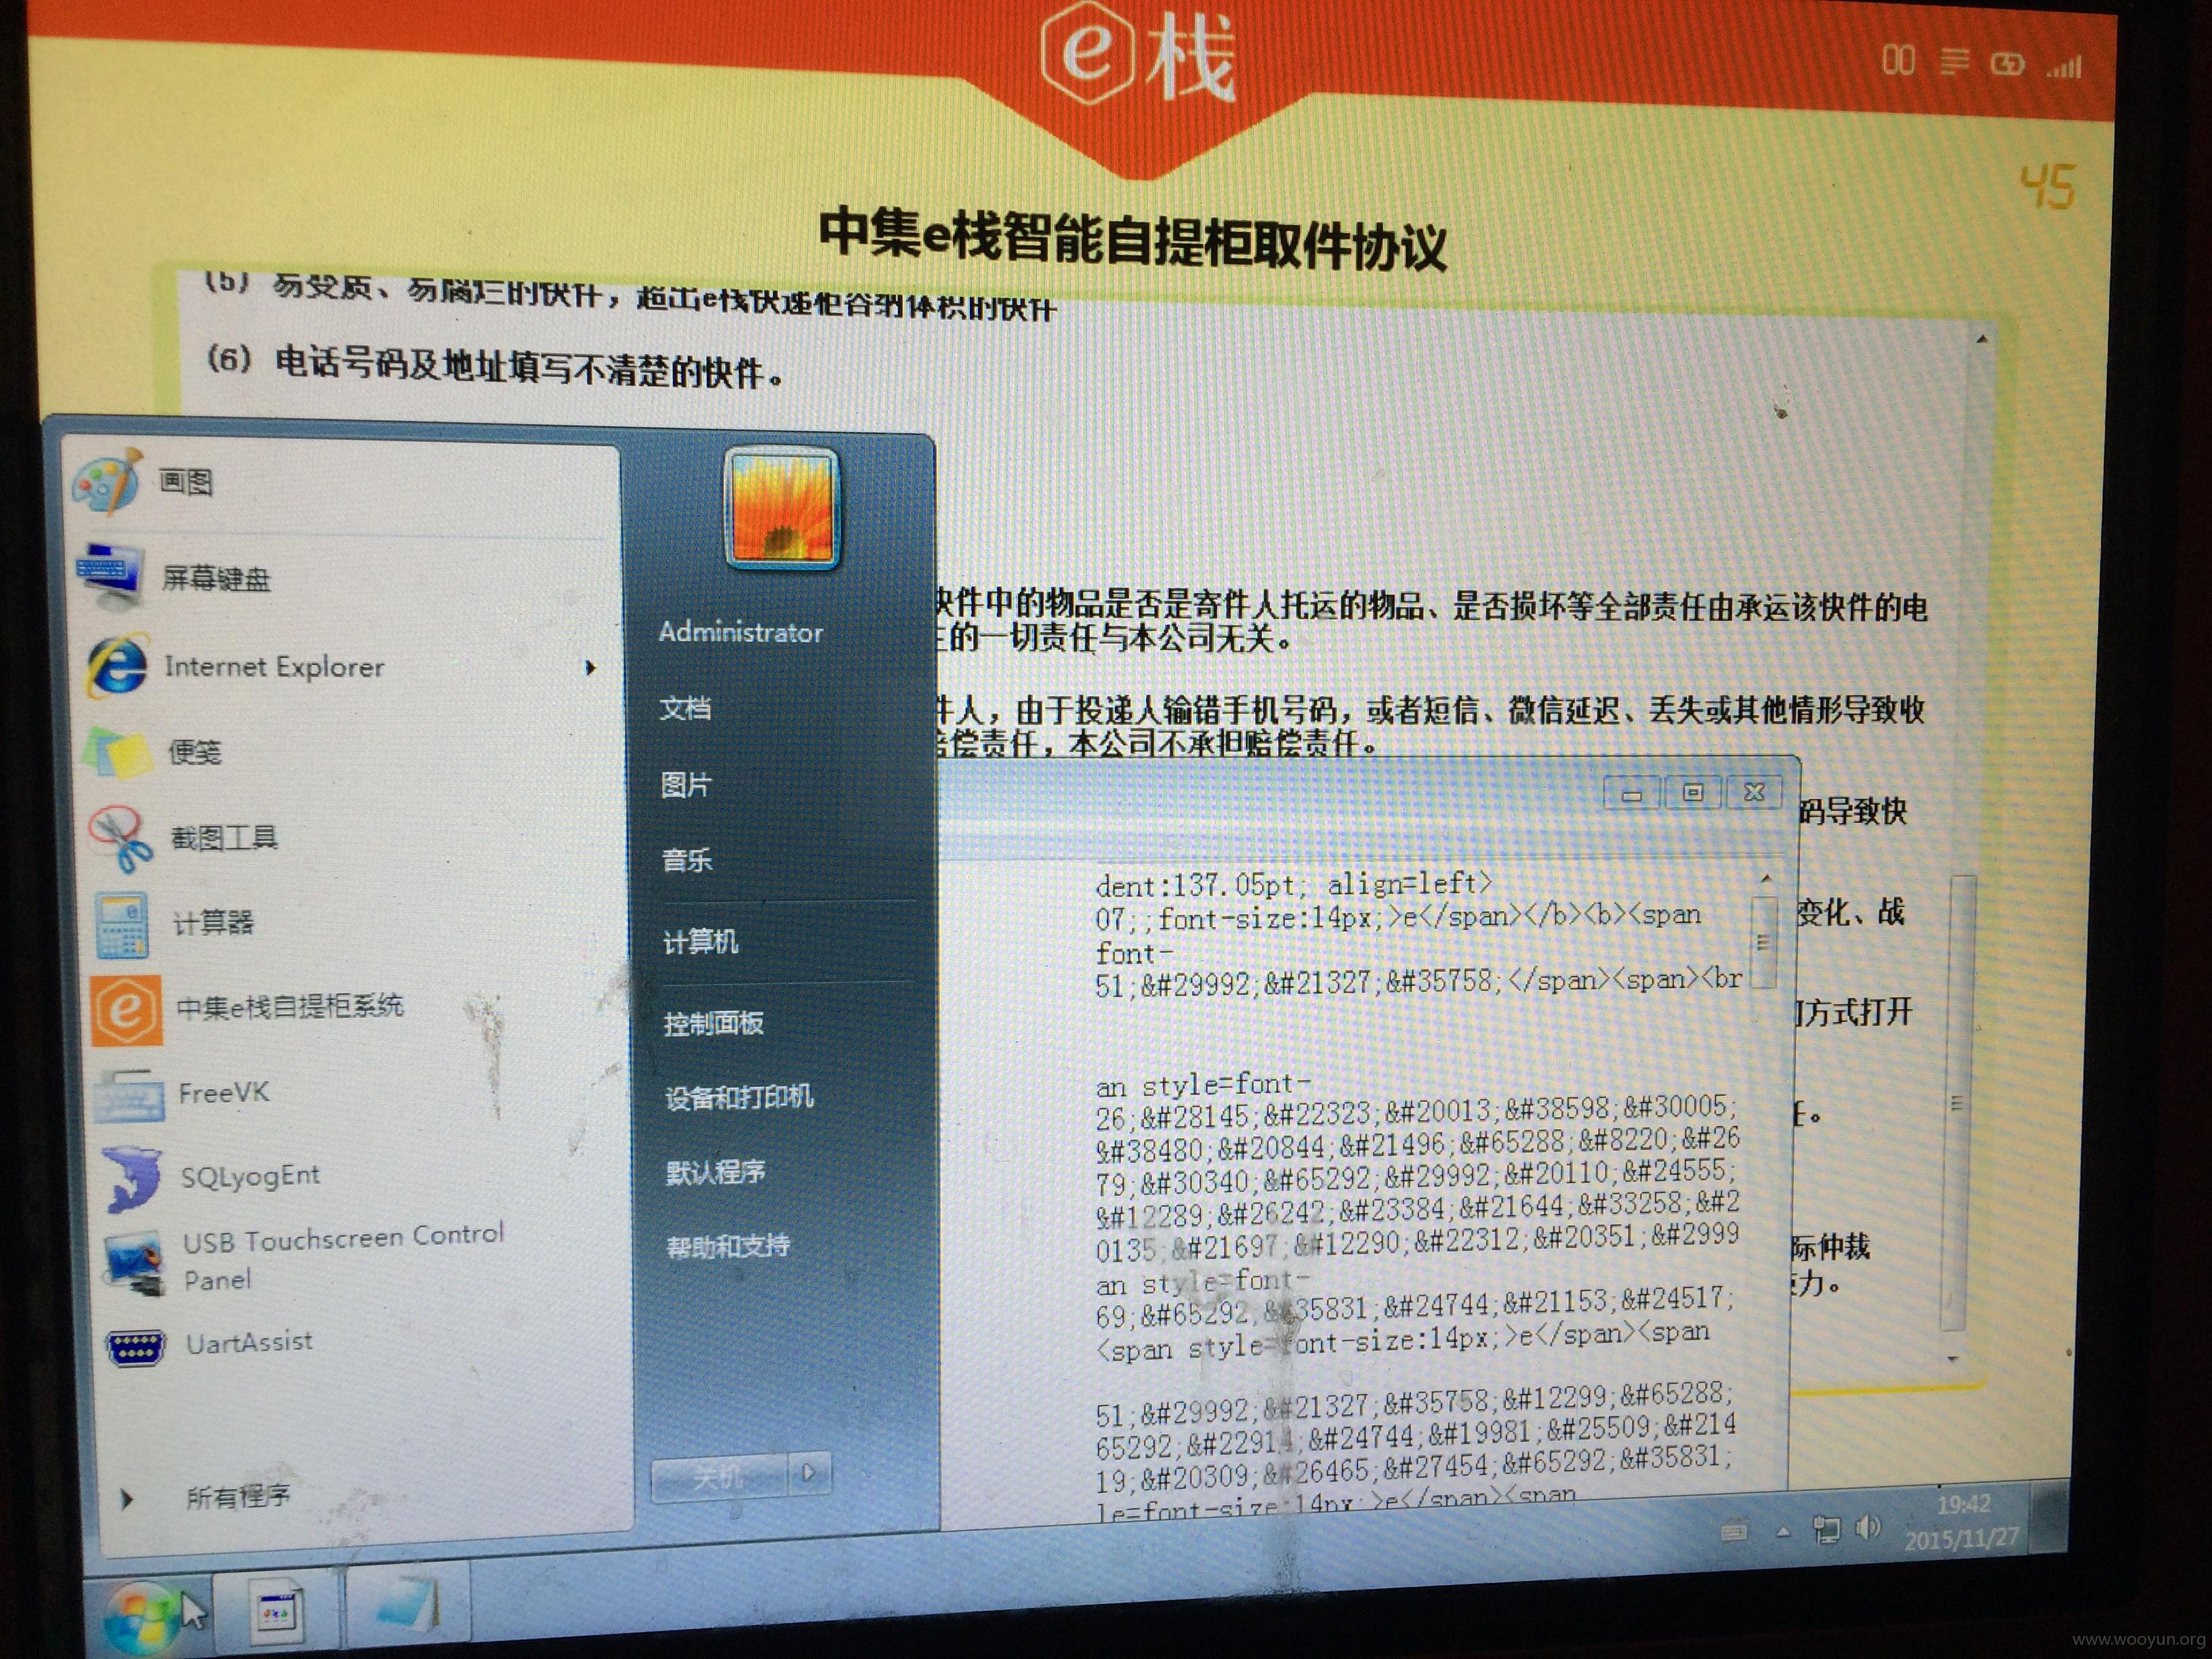 e栈
45
中集e栈智能自提柜取件协议
(5) 易变质、易腐烂的快件，超出e栈快递柜容纳体积的快件
(6) 电话号码及地址填写不清楚的快件。
快件中的物品是否是寄件人托运的物品、是否损坏等全部责任由承运该快件的电
的一切责任与本公司无关。
件人，由于投递人输错手机号码，或者短信、微信延迟、丢失或其他情形导致收
赔偿责任，本公司不承担赔偿责任。
码导致快
变化、战
方式打开
际仲裁
力。
画图
屏幕键盘
Internet Explorer
便笺
截图工具
计算器
中集e栈自提柜系统
FreeVK
SQLyogEnt
USB Touchscreen Control
Panel
UartAssist
所有程序
Administrator
文档
图片
音乐
计算机
控制面板
设备和打印机
默认程序
帮助和支持
关机
dent:137.05pt; align=left>
07;;font-size:14px;>e</span></b><b><span
font-
51;&#29992;&#21327;&#35758;</span><span><br
an style=font-
26;&#28145;&#22323;&#20013;&#38598;&#30005;
&#38480;&#20844;&#21496;&#65288;&#8220;&#26
79;&#30340;&#65292;&#29992;&#20110;&#24555;
&#12289;&#26242;&#23384;&#21644;&#33258;&#2
0135;&#21697;&#12290;&#22312;&#20351;&#2999
an style=font-
69;&#65292;&#35831;&#24744;&#21153;&#24517;
<span style=font-size:14px;>e</span><span
51;&#29992;&#21327;&#35758;&#12299;&#65288;
65292;&#22914;&#24744;&#19981;&#25509;&#214
19;&#20309;&#26465;&#27454;&#65292;&#35831;
le=font-size:14px;>e</span><span
19:42
2015/11/27
www.wooyun.org